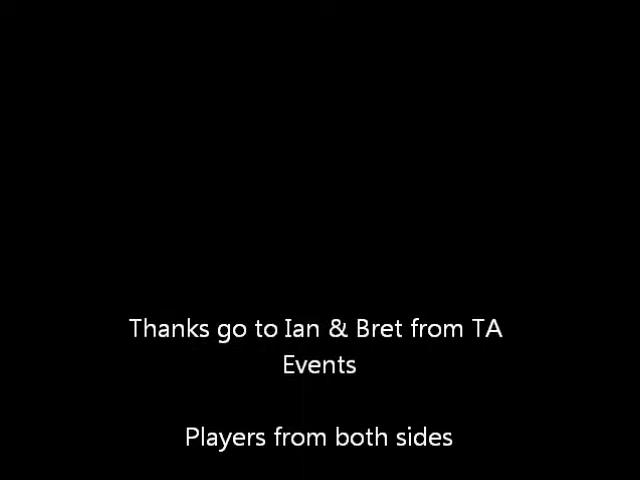 Thanks go to Ian & Bret from TA
Events
Players from both sides